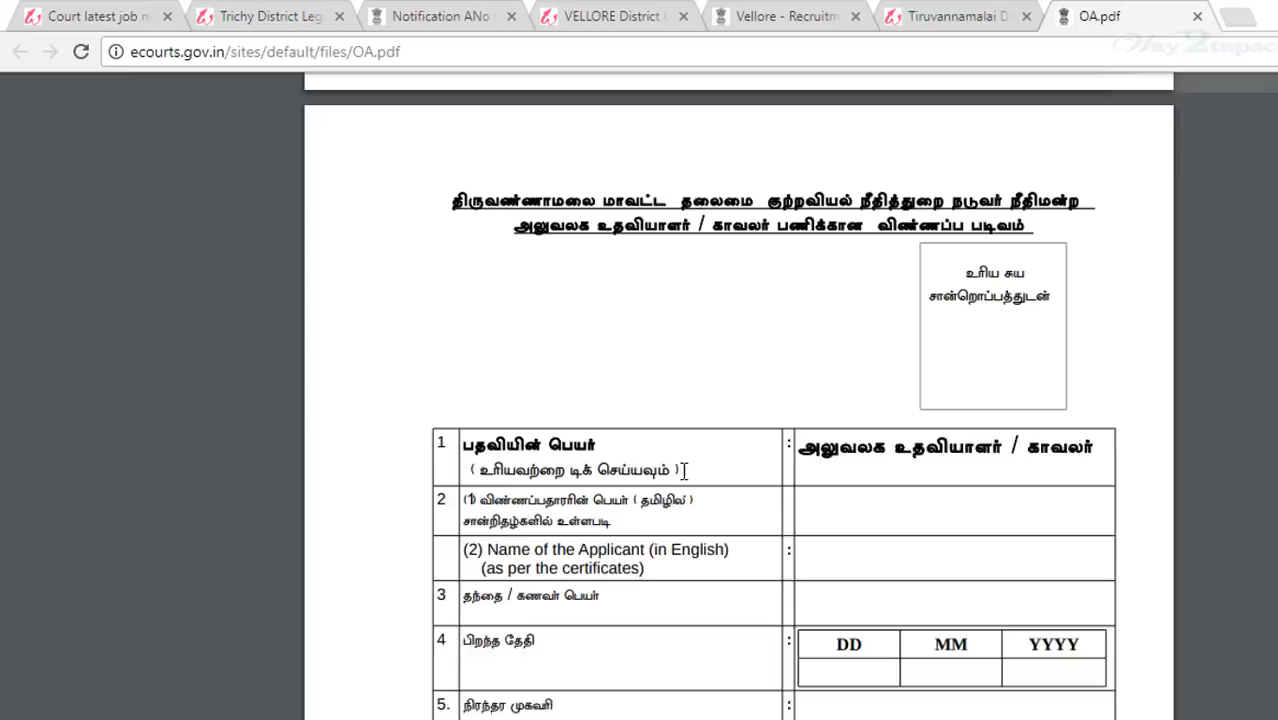 Court latest job n
Trichy District Leg
Notification ANo
VELLORE District C
Vellore - Recruitm
Tiruvannamalai D
OA.pdf
ecourts.gov.in/sites/default/files/OA.pdf
Way2tnpsc
திருவண்ணாமலை மாவட்ட தலைமை குற்றவியல் நீதித்துறை நடுவர் நீதிமன்ற
அலுவலக உதவியாளர் / காவலர் பணிக்கான விண்ணப்ப படிவம்
உரிய சுய
சான்றொப்பத்துடன்
1 பதவியின் பெயர் : அலுவலக உதவியாளர் / காவலர்
( உரியவற்றை டிக் செய்யவும் )
2 (1) விண்ணப்பதாரரின் பெயர் ( தமிழில் )
சான்றிதழ்களில் உள்ளபடி
(2) Name of the Applicant (in English) :
(as per the certificates)
3 தந்தை / கணவர் பெயர்
4 பிறந்த தேதி : DD MM YYYY
5. நிரந்தர முகவரி :